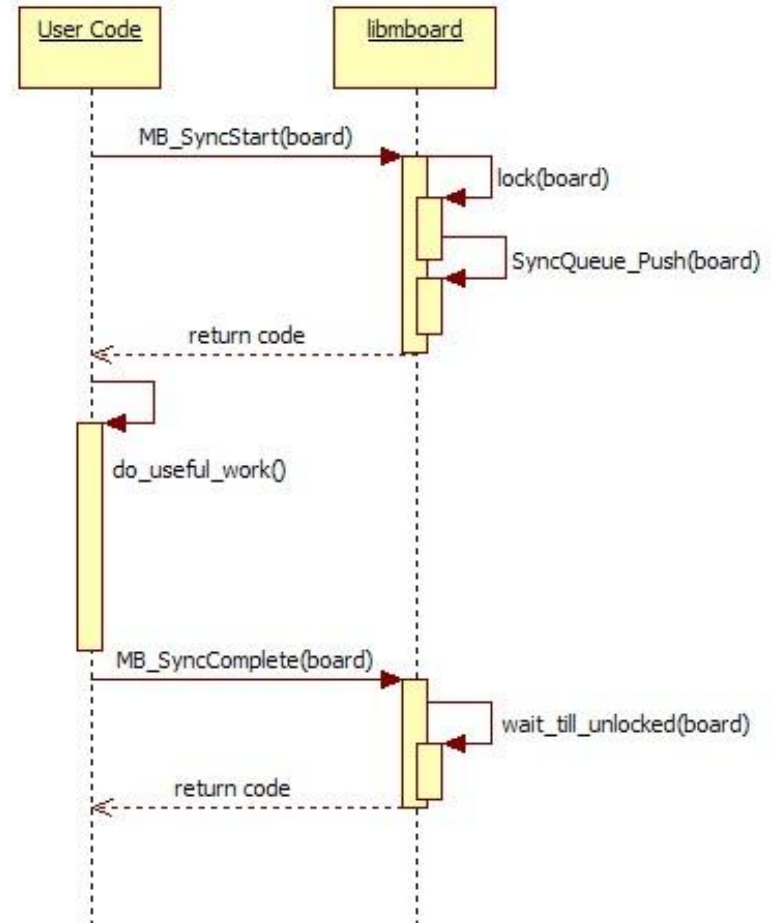 User Code
libmboard
MB_SyncStart(board)
lock(board)
SyncQueue_Push(board)
return code
do_useful_work()
MB_SyncComplete(board)
wait_till_unlocked(board)
return code